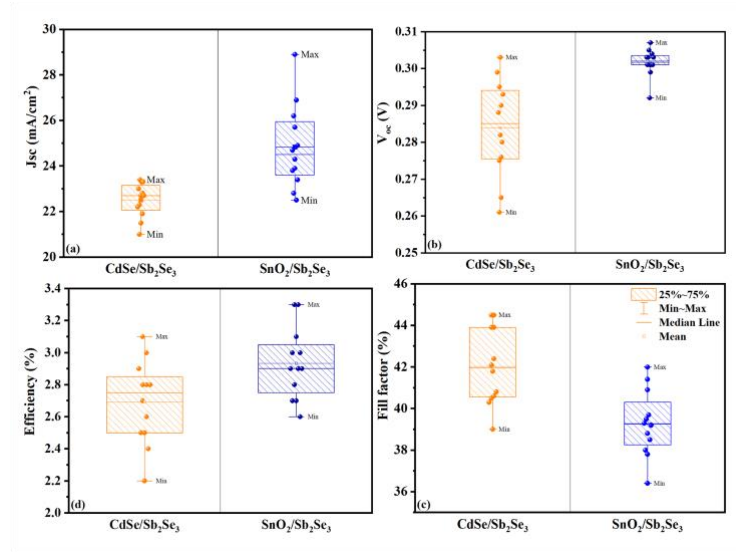 30
28
26
24
22
20
Jsc (mA/cm²)
Max
Min
Max
Min
(a)
CdSe/Sb₂Se₃
SnO₂/Sb₂Se₃
0.31
0.30
0.29
0.28
0.27
0.26
0.25
Voc (V)
Max
Min
Max
Min
(b)
CdSe/Sb₂Se₃
SnO₂/Sb₂Se₃
3.4
3.2
3.0
2.8
2.6
2.4
2.2
2.0
Efficiency (%)
Max
Min
Max
Min
(d)
CdSe/Sb₂Se₃
SnO₂/Sb₂Se₃
46
44
42
40
38
36
Fill factor (%)
25%~75%
Min~Max
Median Line
Mean
Max
Min
Max
Min
(c)
CdSe/Sb₂Se₃
SnO₂/Sb₂Se₃